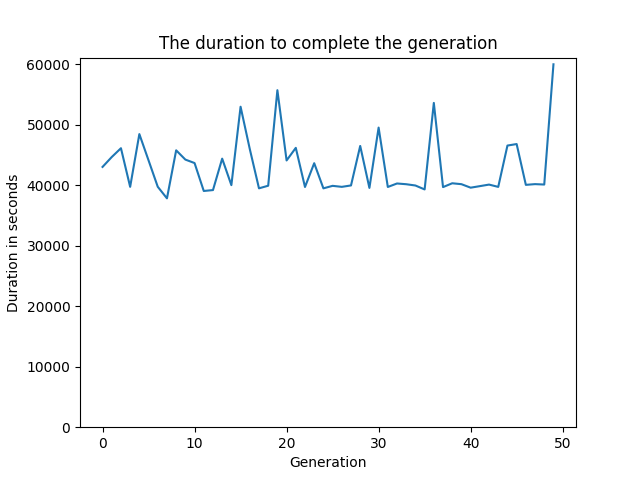 The duration to complete the generation
60000
50000
40000
30000
20000
10000
0
Duration in seconds
0 10 20 30 40 50
Generation